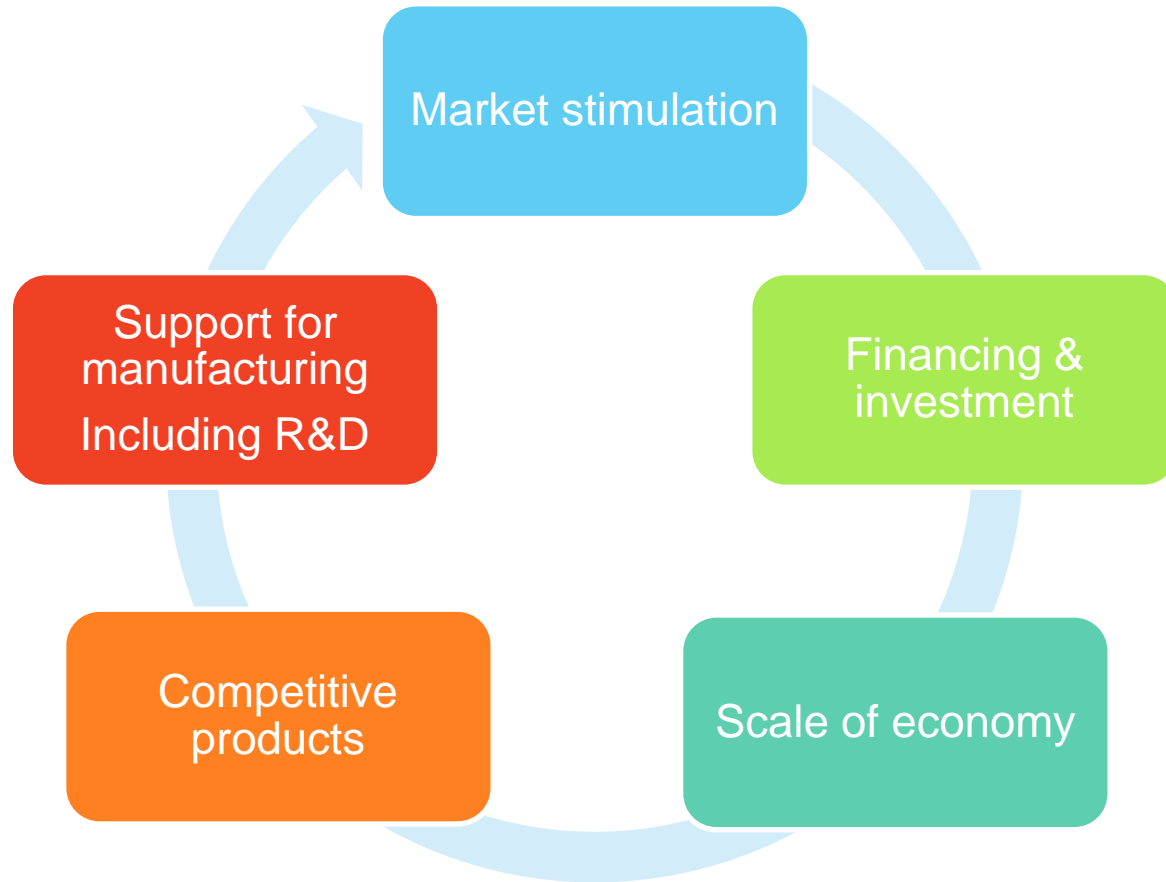 Market stimulation
Financing &
investment
Scale of economy
Competitive
products
Support for
manufacturing
Including R&D